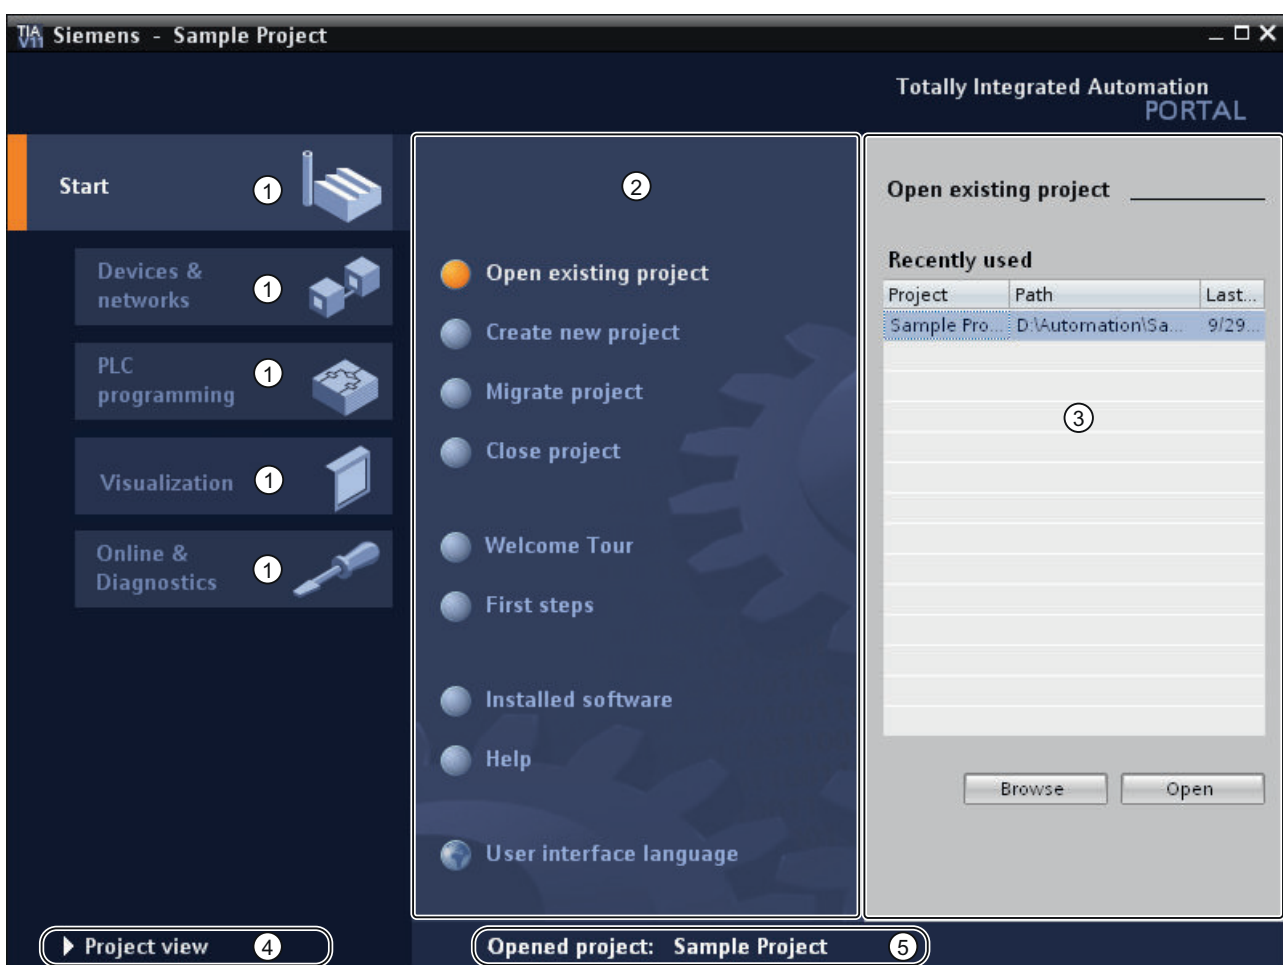 TIA V11 Siemens - Sample Project
Totally Integrated Automation
PORTAL
Start 1
Devices &
networks 1
PLC
programming 1
Visualization 1
Online &
Diagnostics 1
2
Open existing project
Create new project
Migrate project
Close project
Welcome Tour
First steps
Installed software
Help
User interface language
Open existing project
Recently used
Project Path Last...
Sample Pro... D:\Automation\Sa... 9/29...
3
Browse Open
Project view 4
Opened project: Sample Project 5